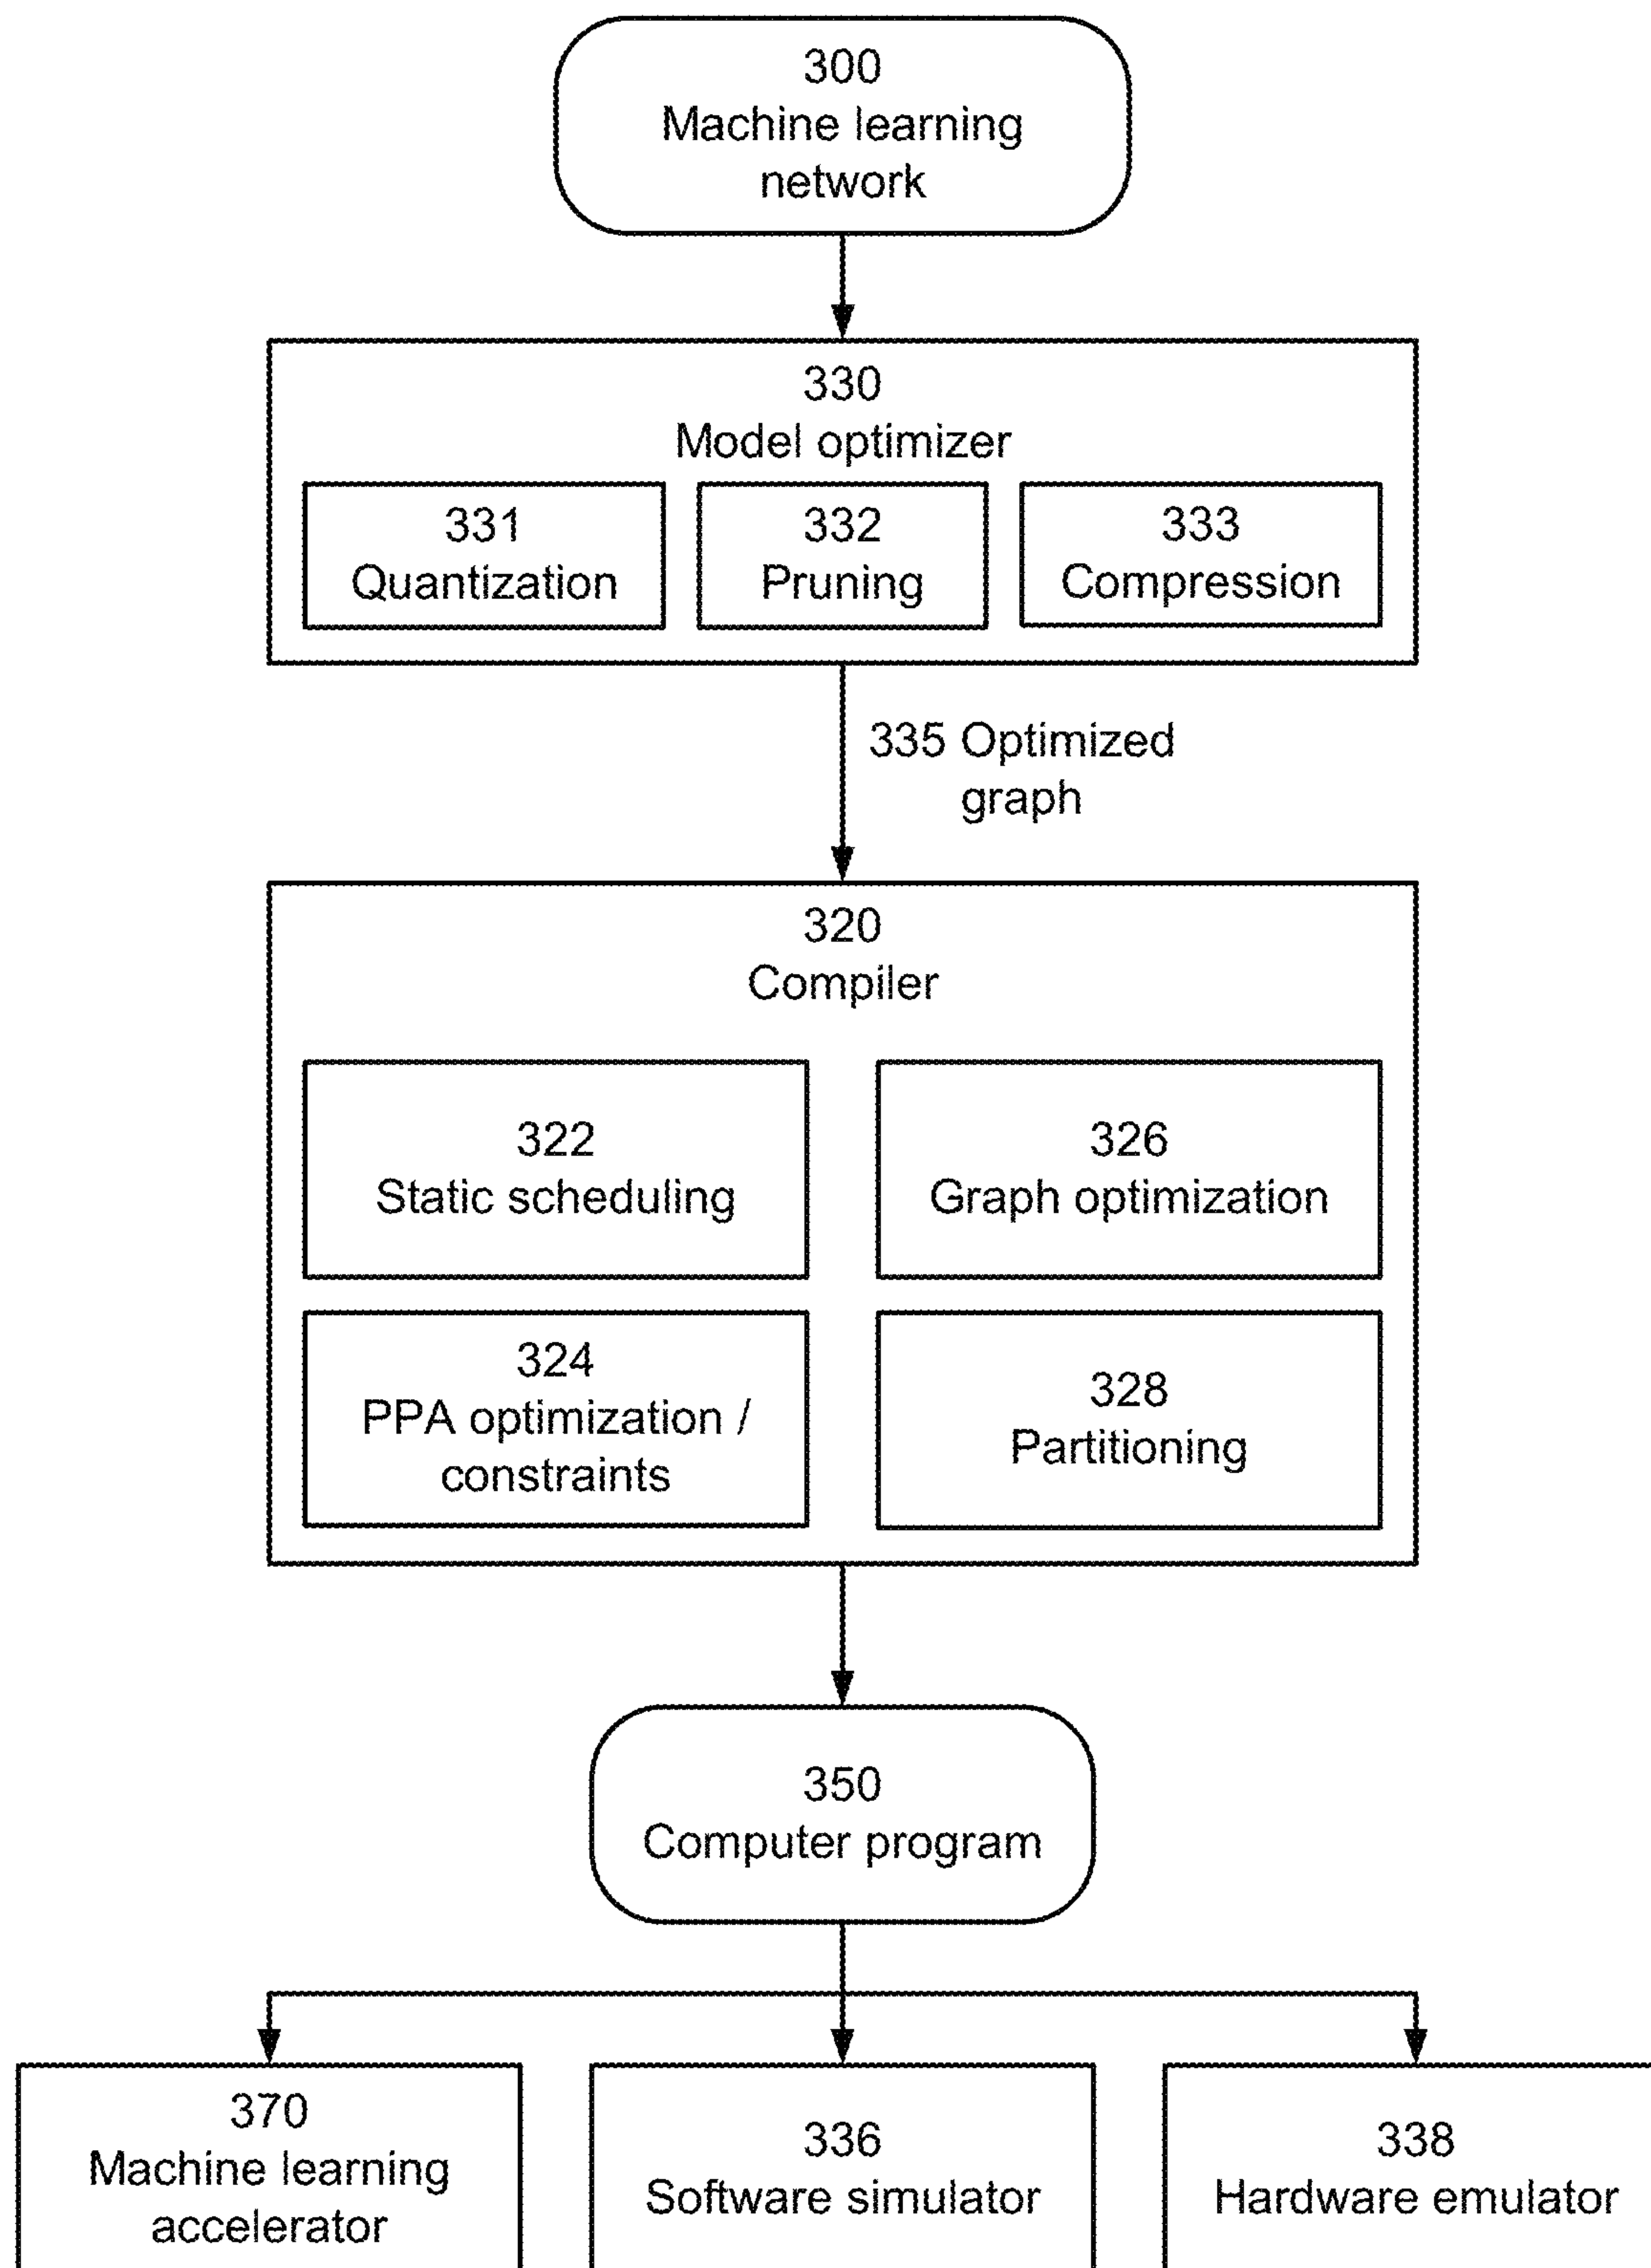 300
Machine learning
network
330
Model optimizer
331
Quantization
332
Pruning
333
Compression
335 Optimized
graph
320
Compiler
322
Static scheduling
326
Graph optimization
324
PPA optimization /
constraints
328
Partitioning
350
Computer program
370
Machine learning
accelerator
336
Software simulator
338
Hardware emulator